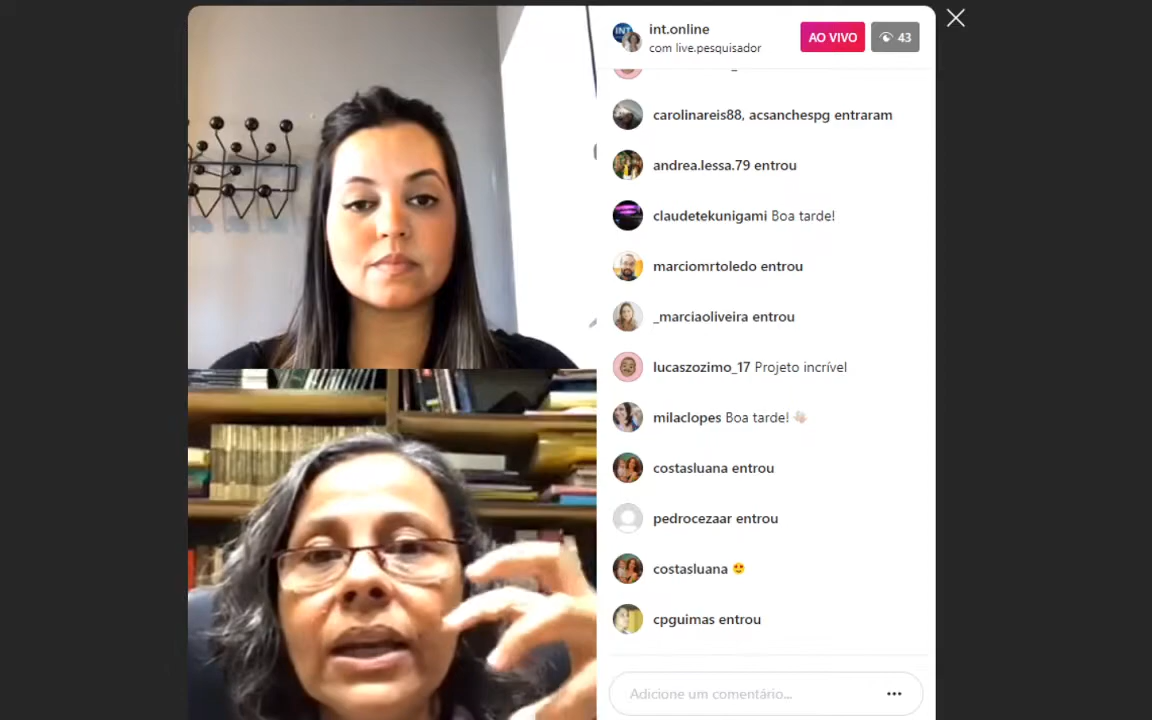 INT
int.online
com live.pesquisador
AO VIVO
43
carolinareis88, acsanchespg entraram
andrea.lessa.79 entrou
claudetekunigami Boa tarde!
marciomrtoledo entrou
_marciaoliveira entrou
lucaszozimo_17 Projeto incrível
milaclopes Boa tarde! 👋🏻
costasluana entrou
pedrocezaar entrou
costasluana 😍
cpguimas entrou
Adicione um comentário...